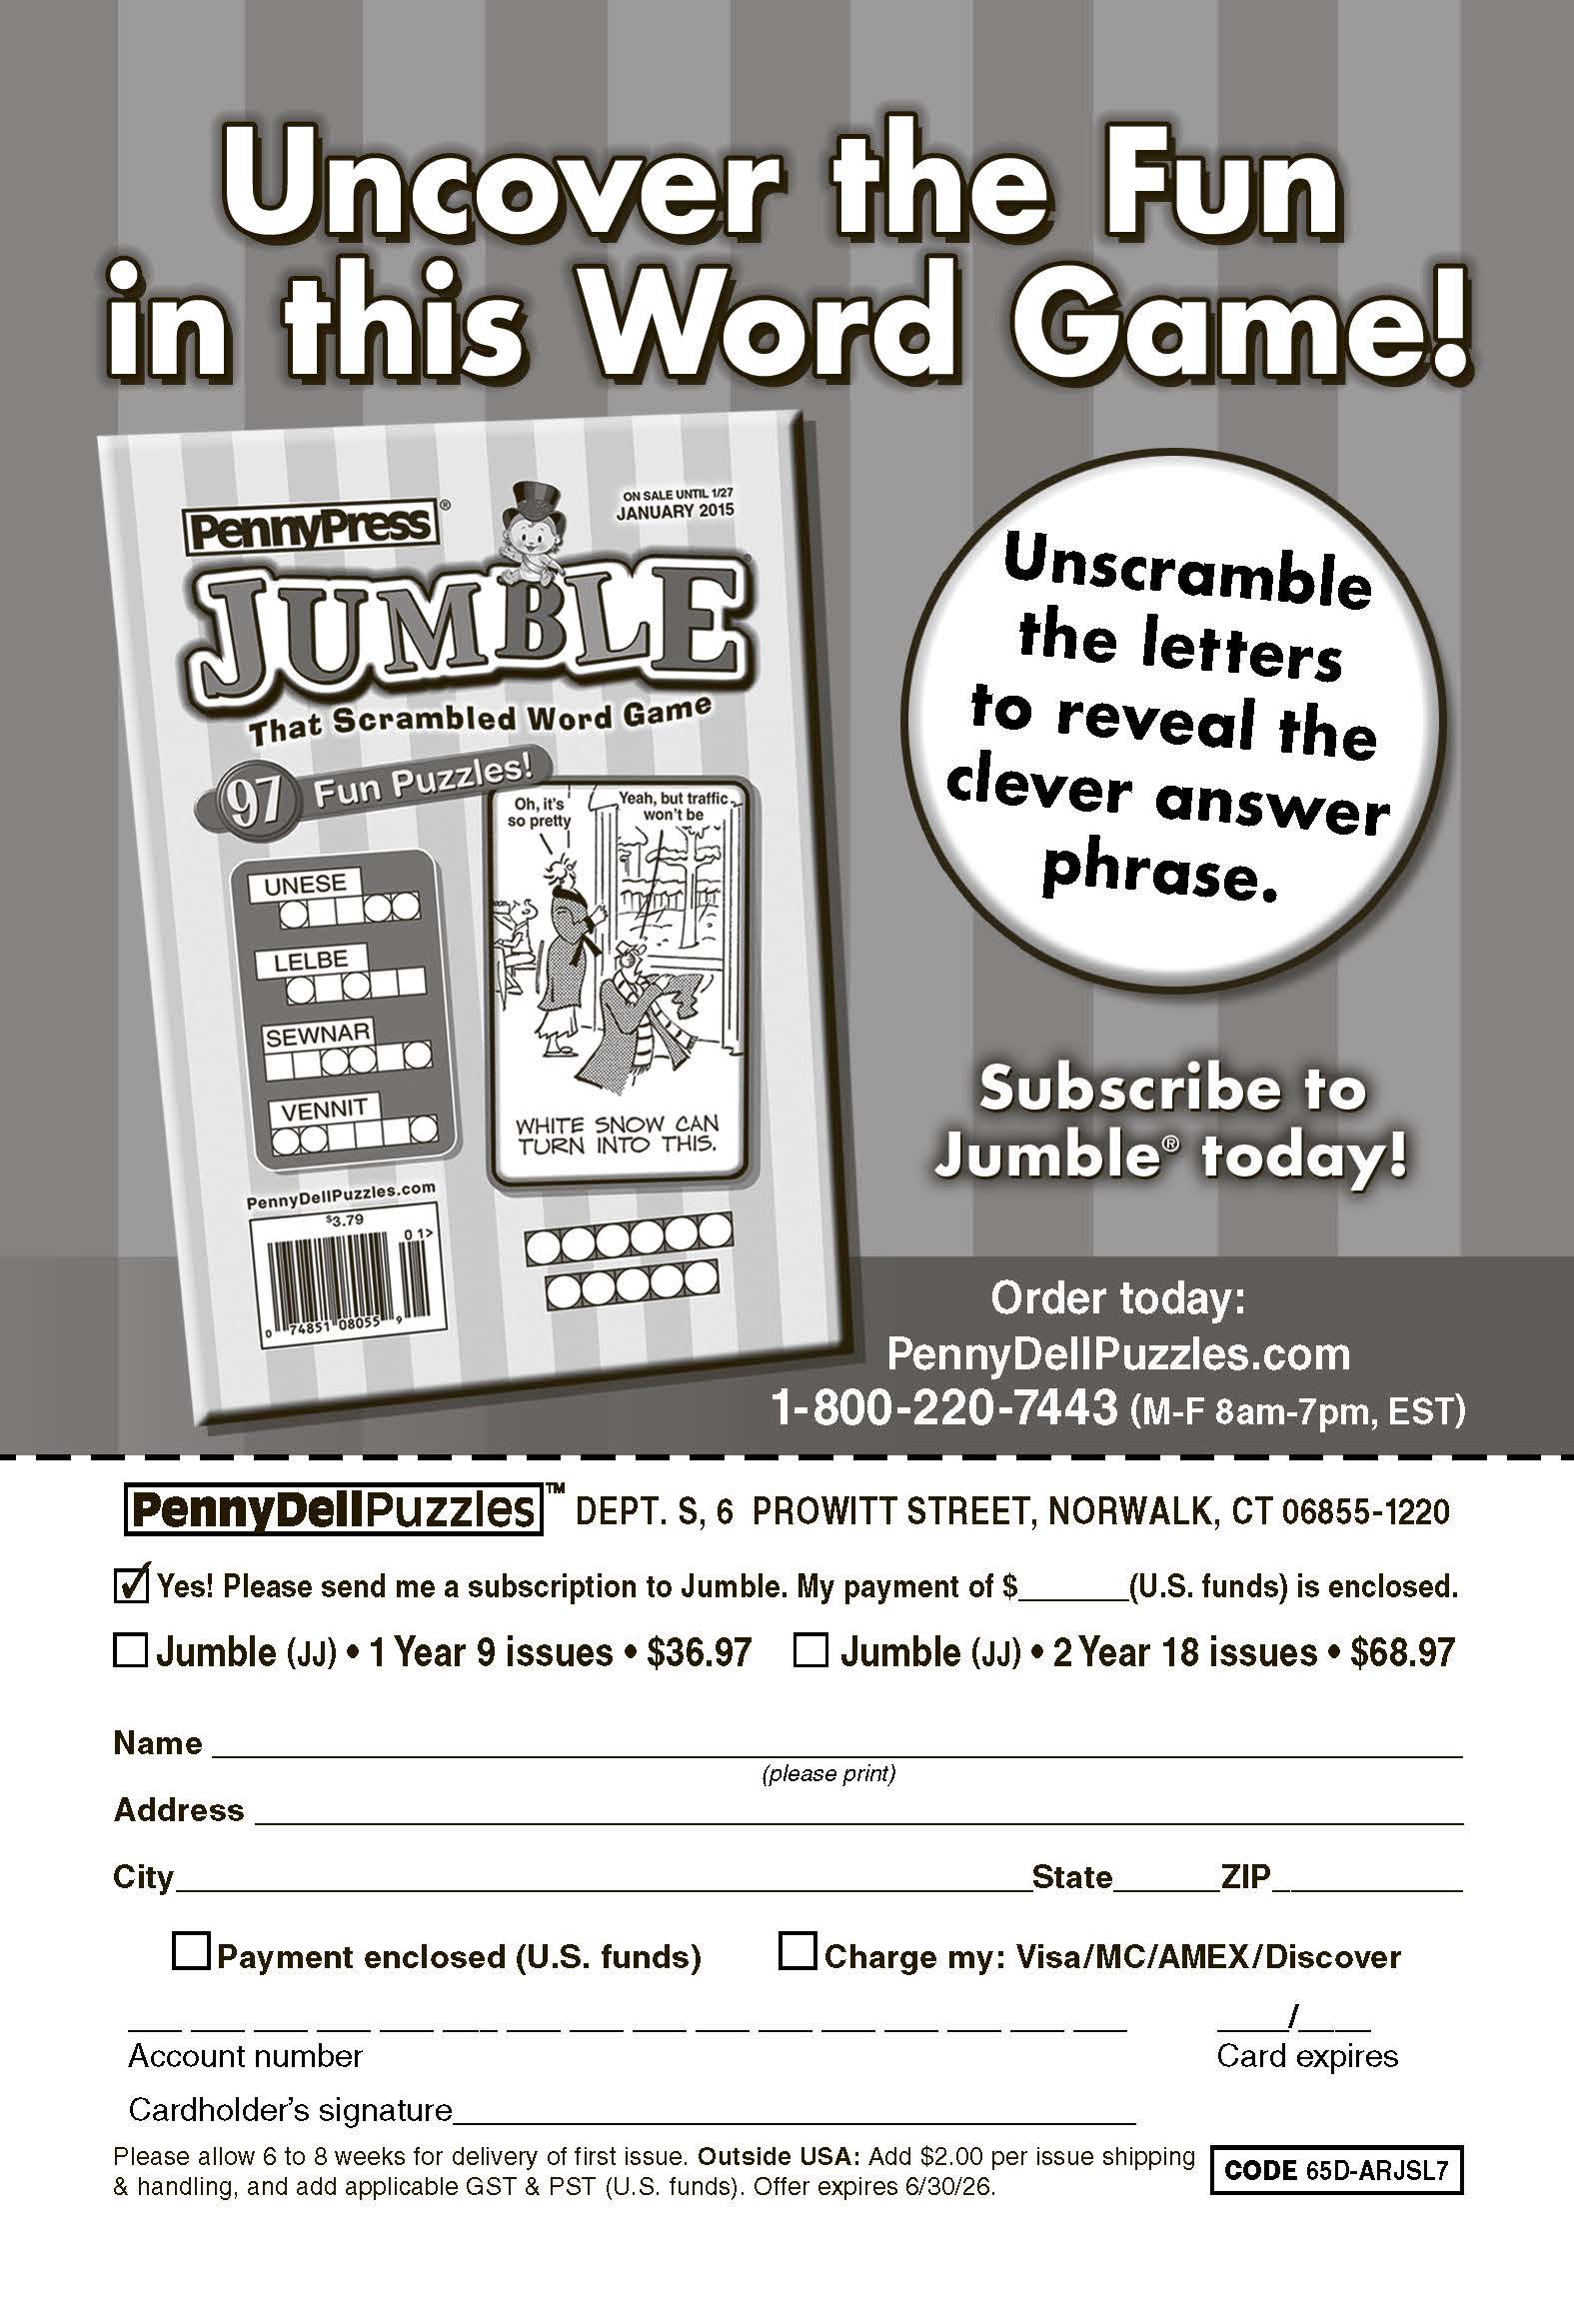 Uncover the Fun
in this Word Game!
PennyPress®
ON SALE UNTIL 1/27
JANUARY 2015
JUMBLE®
That Scrambled Word Game
97 Fun Puzzles!
UNESE
LELBE
SEWNAR
VENNIT
Oh, it's
so pretty
Yeah, but traffic
won't be
WHITE SNOW CAN
TURN INTO THIS.
PennyDellPuzzles.com
$3.79
01>
0 74851 08055 9
Unscramble
the letters
to reveal the
clever answer
phrase.
Subscribe to
Jumble® today!
Order today:
PennyDellPuzzles.com
1-800-220-7443 (M-F 8am-7pm, EST)
PennyDellPuzzles™ DEPT. S, 6 PROWITT STREET, NORWALK, CT 06855-1220
Yes! Please send me a subscription to Jumble. My payment of $______(U.S. funds) is enclosed.
Jumble (JJ) • 1 Year 9 issues • $36.97 Jumble (JJ) • 2 Year 18 issues • $68.97
Name
(please print)
Address
City State ZIP
Payment enclosed (U.S. funds) Charge my: Visa/MC/AMEX/Discover
/
Account number Card expires
Cardholder's signature
Please allow 6 to 8 weeks for delivery of first issue. Outside USA: Add $2.00 per issue shipping
& handling, and add applicable GST & PST (U.S. funds). Offer expires 6/30/26.
CODE 65D-ARJSL7